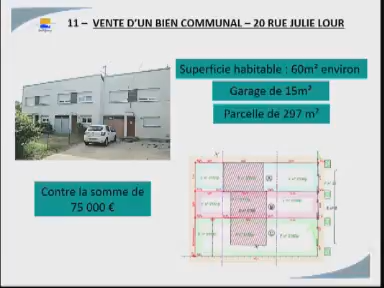 11 – VENTE D'UN BIEN COMMUNAL – 20 RUE JULIE LOUR
Superficie habitable : 60m² environ
Garage de 15m²
Parcelle de 297 m²
Contre la somme de
75 000 €